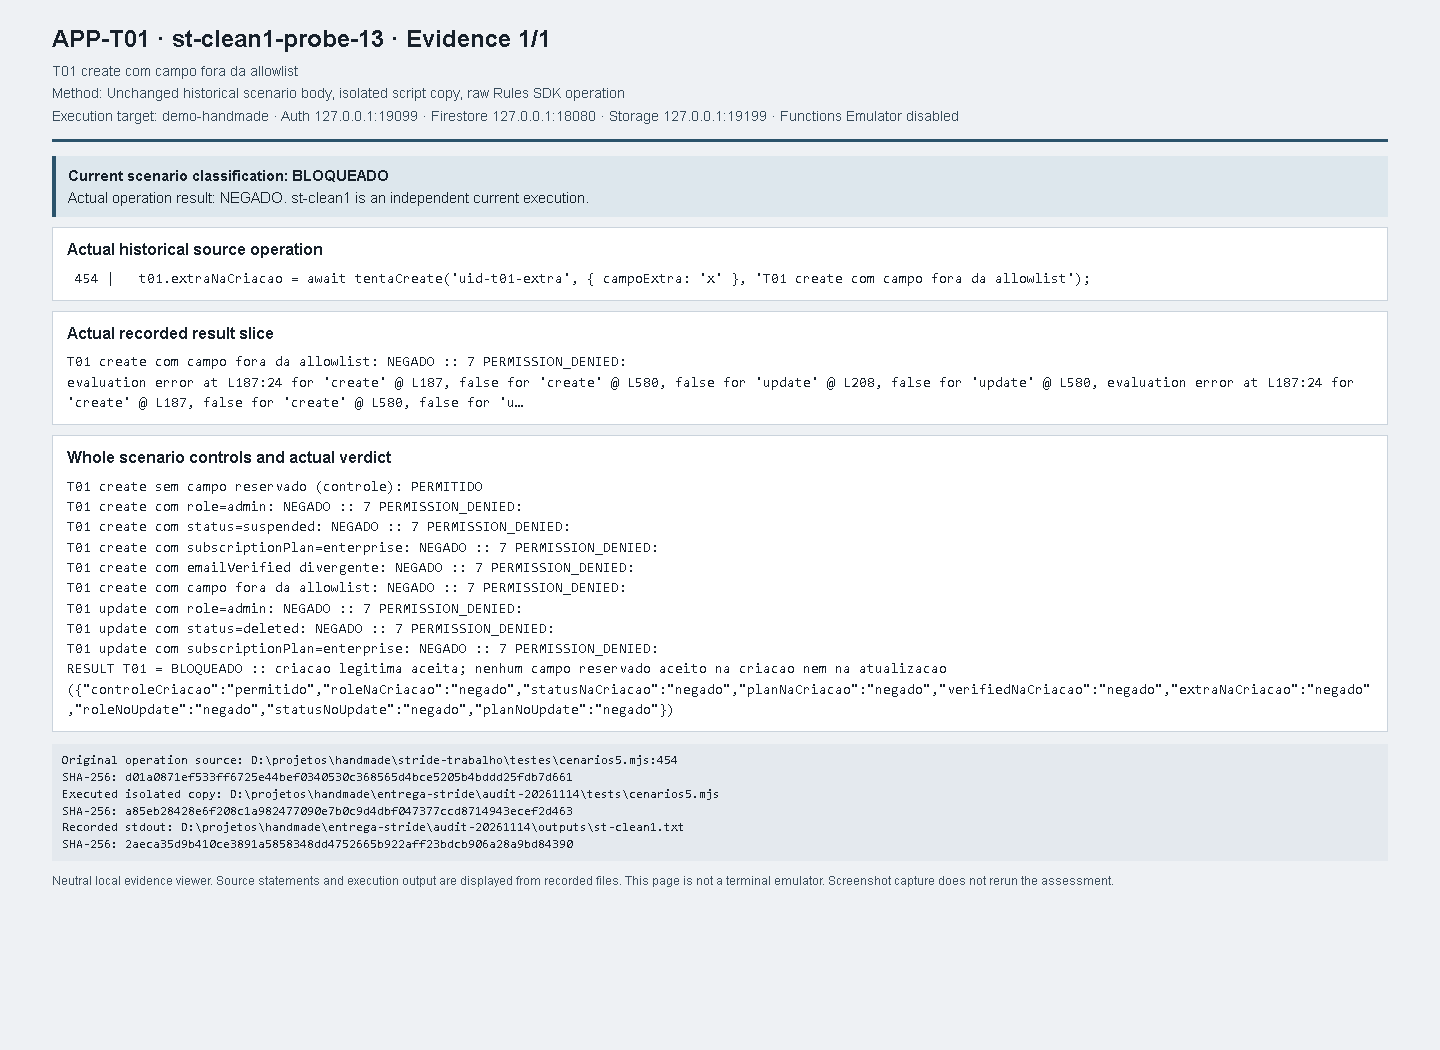 APP-T01 · st-clean1-probe-13 · Evidence 1/1
T01 create com campo fora da allowlist
Method: Unchanged historical scenario body, isolated script copy, raw Rules SDK operation
Execution target: demo-handmade · Auth 127.0.0.1:19099 · Firestore 127.0.0.1:18080 · Storage 127.0.0.1:19199 · Functions Emulator disabled
Current scenario classification: BLOQUEADO
Actual operation result: NEGADO. st-clean1 is an independent current execution.
Actual historical source operation
454 |   t01.extraNaCriacao = await tentaCreate('uid-t01-extra', { campoExtra: 'x' }, 'T01 create com campo fora da allowlist');
Actual recorded result slice
T01 create com campo fora da allowlist: NEGADO :: 7 PERMISSION_DENIED:
evaluation error at L187:24 for 'create' @ L187, false for 'create' @ L580, false for 'update' @ L208, false for 'update' @ L580, evaluation error at L187:24 for
'create' @ L187, false for 'create' @ L580, false for 'u…
Whole scenario controls and actual verdict
T01 create sem campo reservado (controle): PERMITIDO
T01 create com role=admin: NEGADO :: 7 PERMISSION_DENIED:
T01 create com status=suspended: NEGADO :: 7 PERMISSION_DENIED:
T01 create com subscriptionPlan=enterprise: NEGADO :: 7 PERMISSION_DENIED:
T01 create com emailVerified divergente: NEGADO :: 7 PERMISSION_DENIED:
T01 create com campo fora da allowlist: NEGADO :: 7 PERMISSION_DENIED:
T01 update com role=admin: NEGADO :: 7 PERMISSION_DENIED:
T01 update com status=deleted: NEGADO :: 7 PERMISSION_DENIED:
T01 update com subscriptionPlan=enterprise: NEGADO :: 7 PERMISSION_DENIED:
RESULT T01 = BLOQUEADO :: criacao legitima aceita; nenhum campo reservado aceito na criacao nem na atualizacao
({"controleCriacao":"permitido","roleNaCriacao":"negado","statusNaCriacao":"negado","planNaCriacao":"negado","verifiedNaCriacao":"negado","extraNaCriacao":"negado"
,"roleNoUpdate":"negado","statusNoUpdate":"negado","planNoUpdate":"negado"})
Original operation source: D:\projetos\handmade\stride-trabalho\testes\cenarios5.mjs:454
SHA-256: d01a0871ef533ff6725e44bef0340530c368565d4bce5205b4bddd25fdb7d661
Executed isolated copy: D:\projetos\handmade\entrega-stride\audit-20261114\tests\cenarios5.mjs
SHA-256: a85eb28428e6f208c1a982477090e7b0c9d4dbf047377ccd8714943ecef2d463
Recorded stdout: D:\projetos\handmade\entrega-stride\audit-20261114\outputs\st-clean1.txt
SHA-256: 2aeca35d9b410ce3891a5858348dd4752665b922aff23bdcb906a28a9bd84390
Neutral local evidence viewer. Source statements and execution output are displayed from recorded files. This page is not a terminal emulator. Screenshot capture does not rerun the assessment.